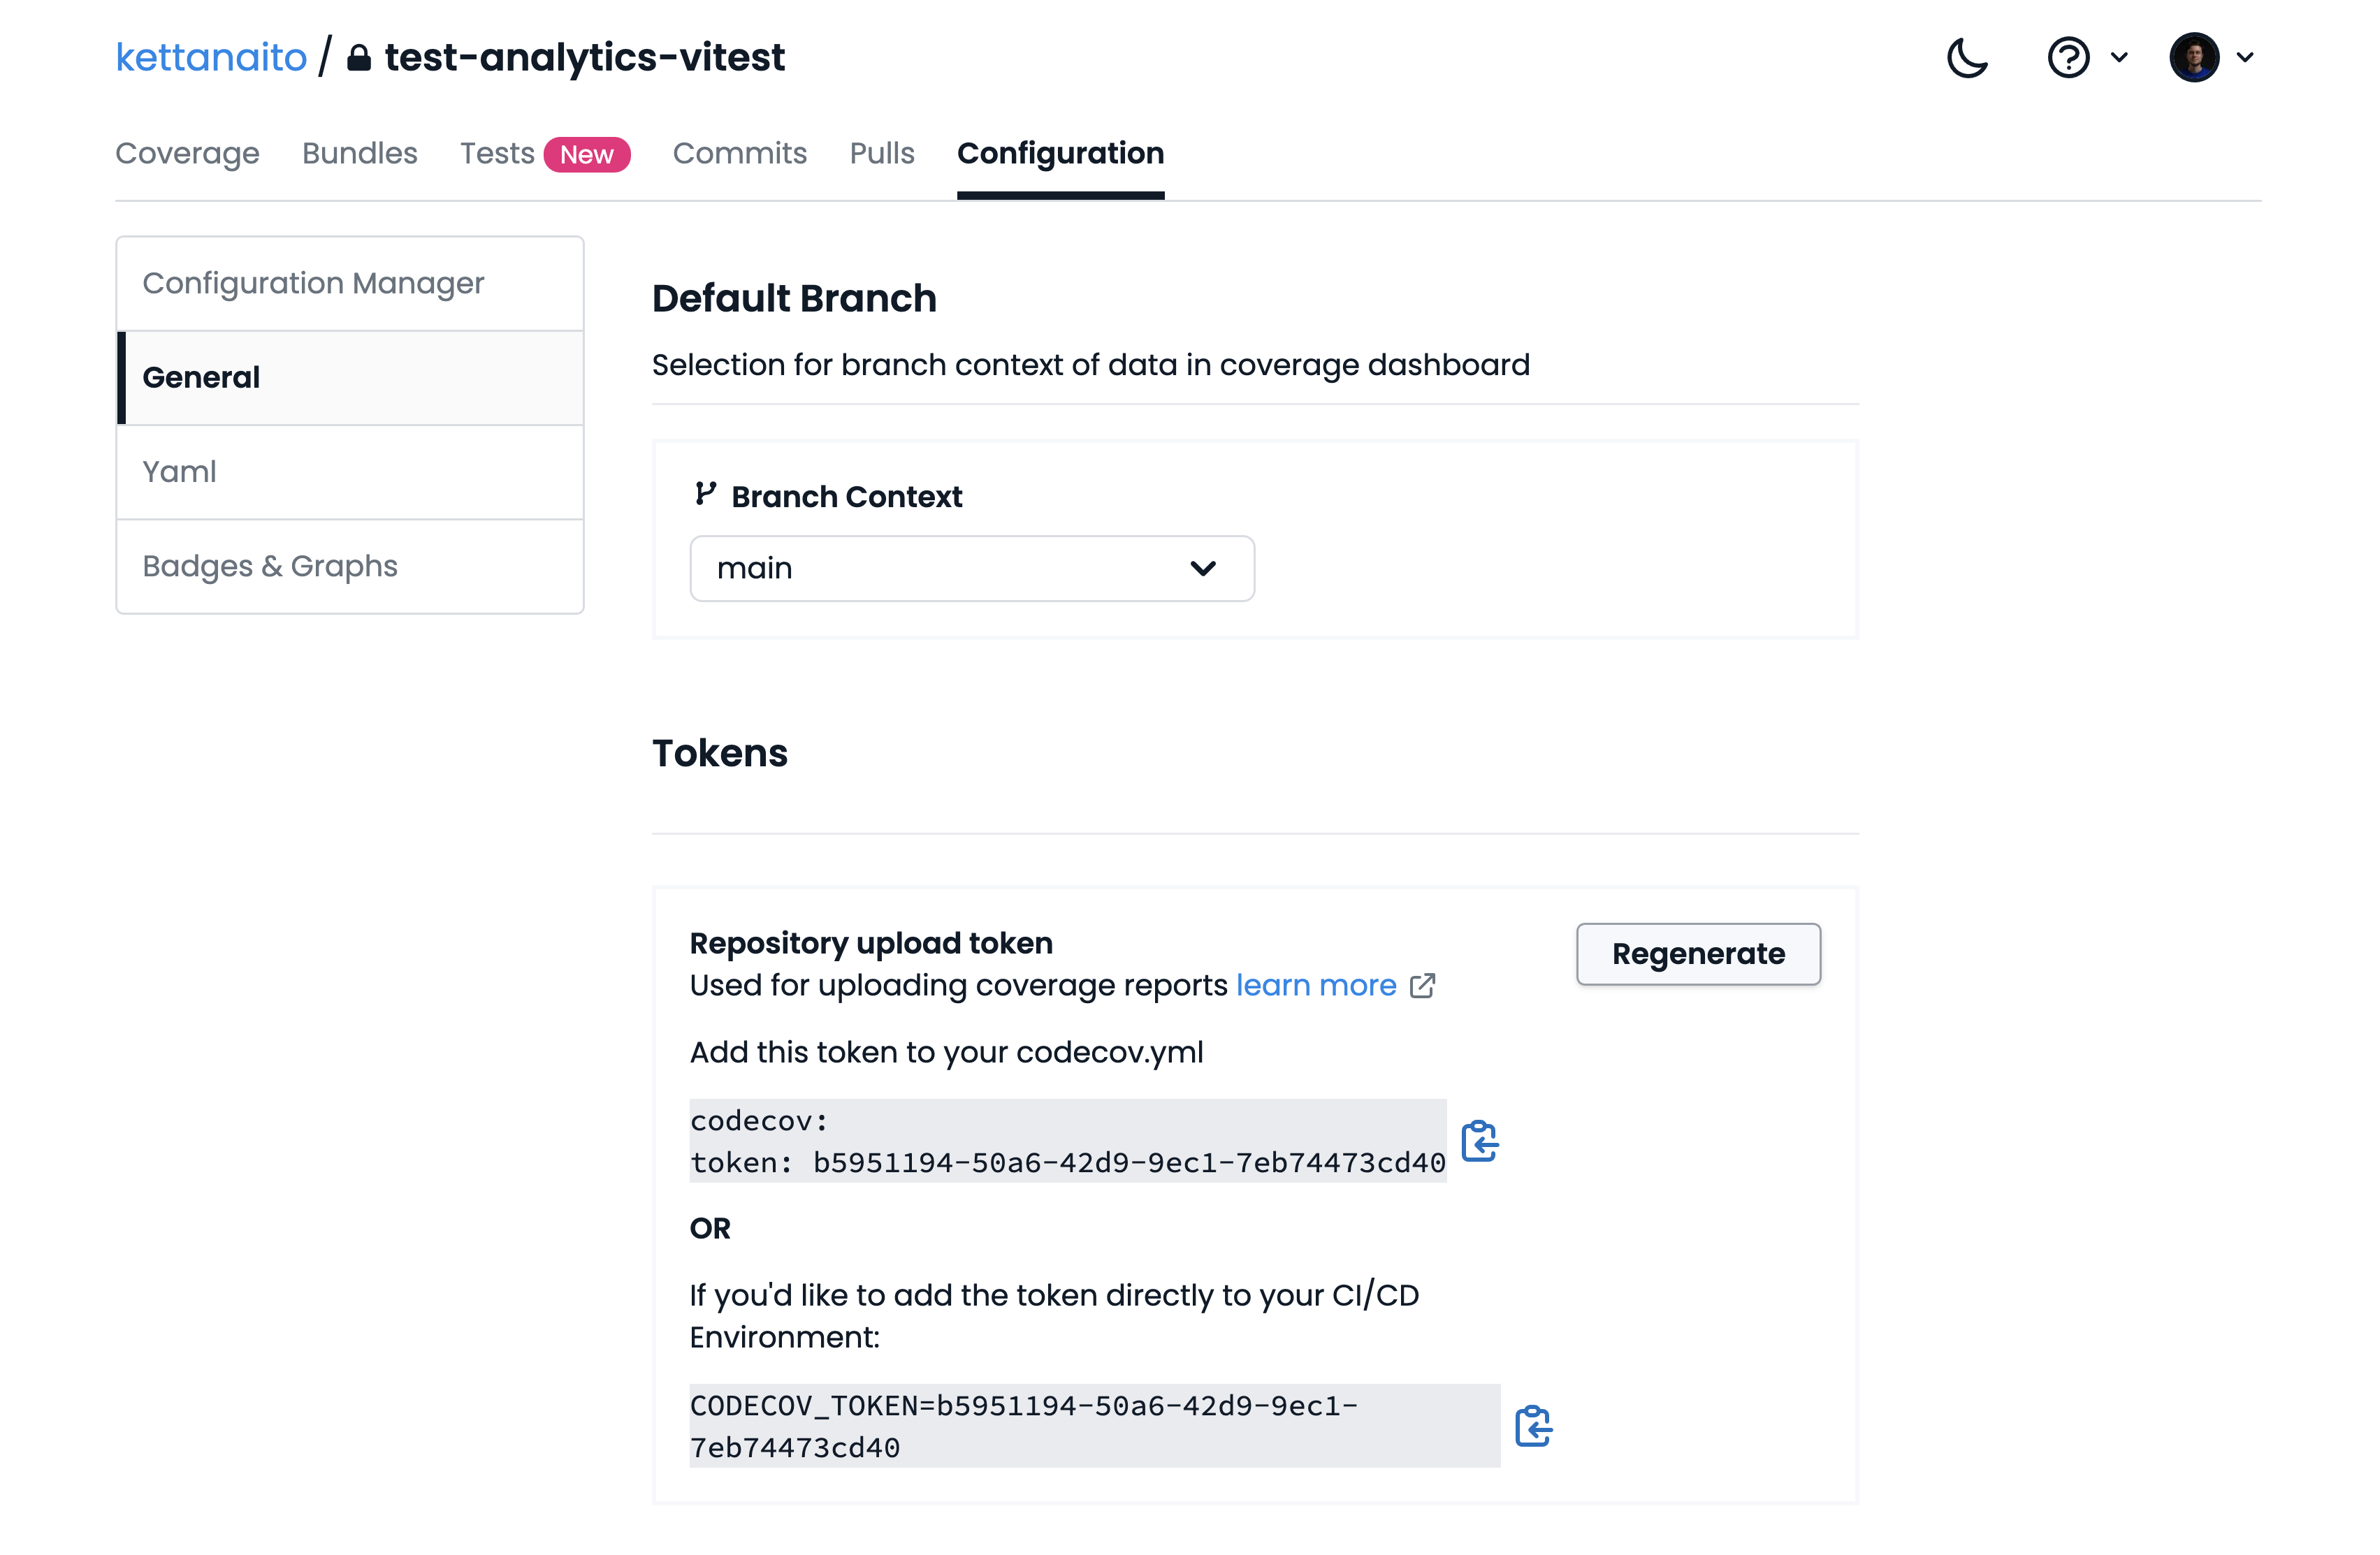 kettanaito / test-analytics-vitest
Coverage Bundles Tests New Commits Pulls Configuration
Configuration Manager
General
Yaml
Badges & Graphs
Default Branch
Selection for branch context of data in coverage dashboard
Branch Context
main
Tokens
Repository upload token
Regenerate
Used for uploading coverage reports learn more
Add this token to your codecov.yml
codecov:
token: b5951194-50a6-42d9-9ec1-7eb74473cd40
OR
If you'd like to add the token directly to your CI/CD
Environment:
CODECOV_TOKEN=b5951194-50a6-42d9-9ec1-
7eb74473cd40